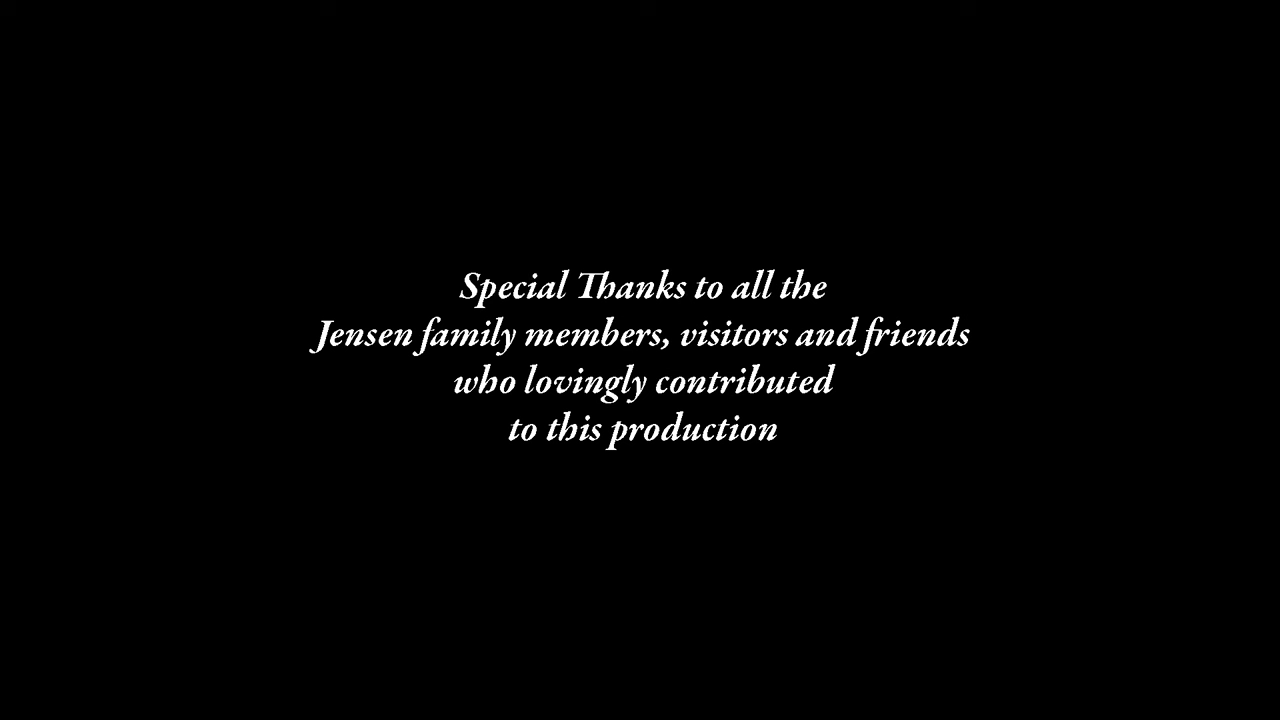 Special Thanks to all the
Jensen family members, visitors and friends
who lovingly contributed
to this production